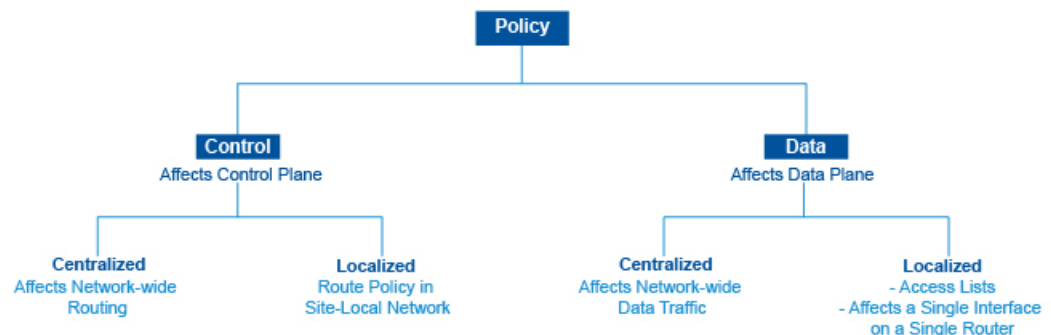 Policy
Control
Affects Control Plane
Data
Affects Data Plane
Centralized
Affects Network-wide
Routing
Localized
Route Policy in
Site-Local Network
Centralized
Affects Network-wide
Data Traffic
Localized
- Access Lists
- Affects a Single Interface
on a Single Router